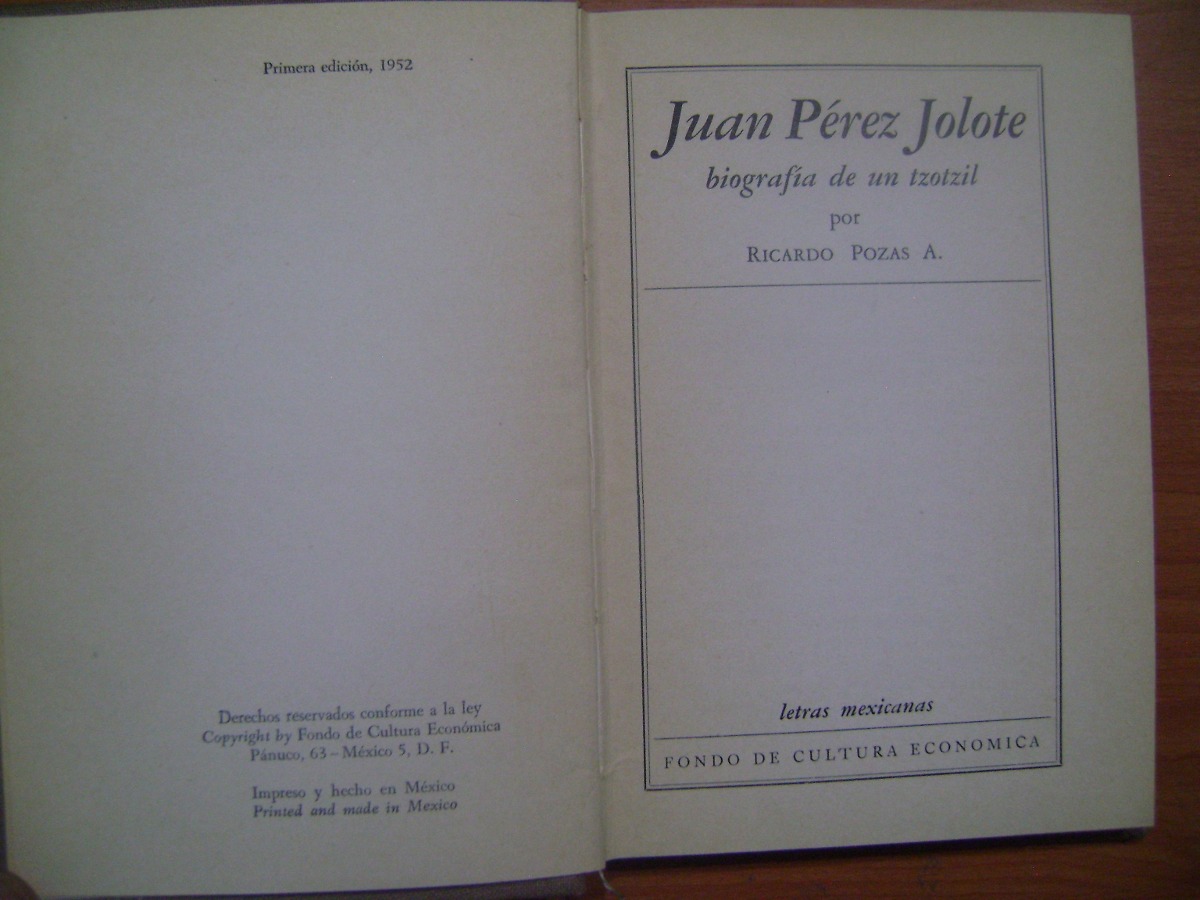 Primera edición, 1952
Derechos reservados conforme a la ley
Copyright by Fondo de Cultura Económica
Pánuco, 63 – México 5, D. F.
Impreso y hecho en México
Printed and made in Mexico
Juan Pérez Jolote
biografía de un tzotzil
por
RICARDO POZAS A.
letras mexicanas
FONDO DE CULTURA ECONOMICA